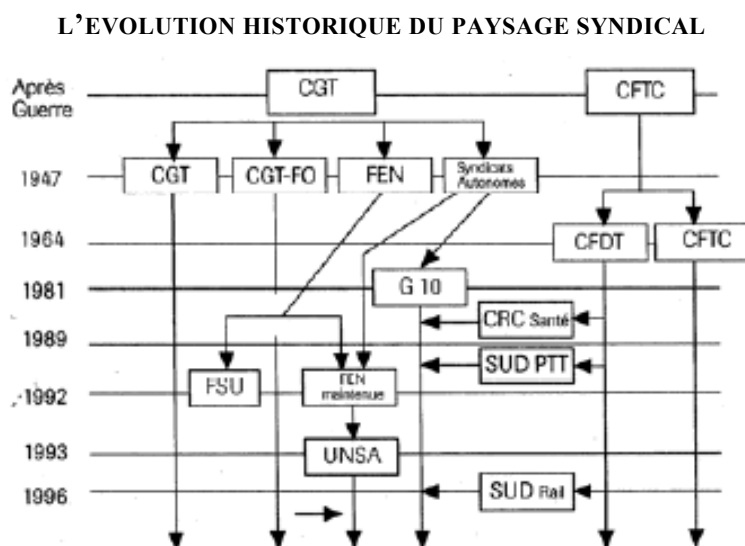 L'EVOLUTION HISTORIQUE DU PAYSAGE SYNDICAL
Après
Guerre
CGT
CFTC
1947
CGT
CGT-FO
FEN
Syndicats
Autonomes
1964
CFDT
CFTC
1981
G 10
CRC Santé
1989
SUD PTT
1992
FSU
FEN
maintenue
1993
UNSA
1996
SUD Rail